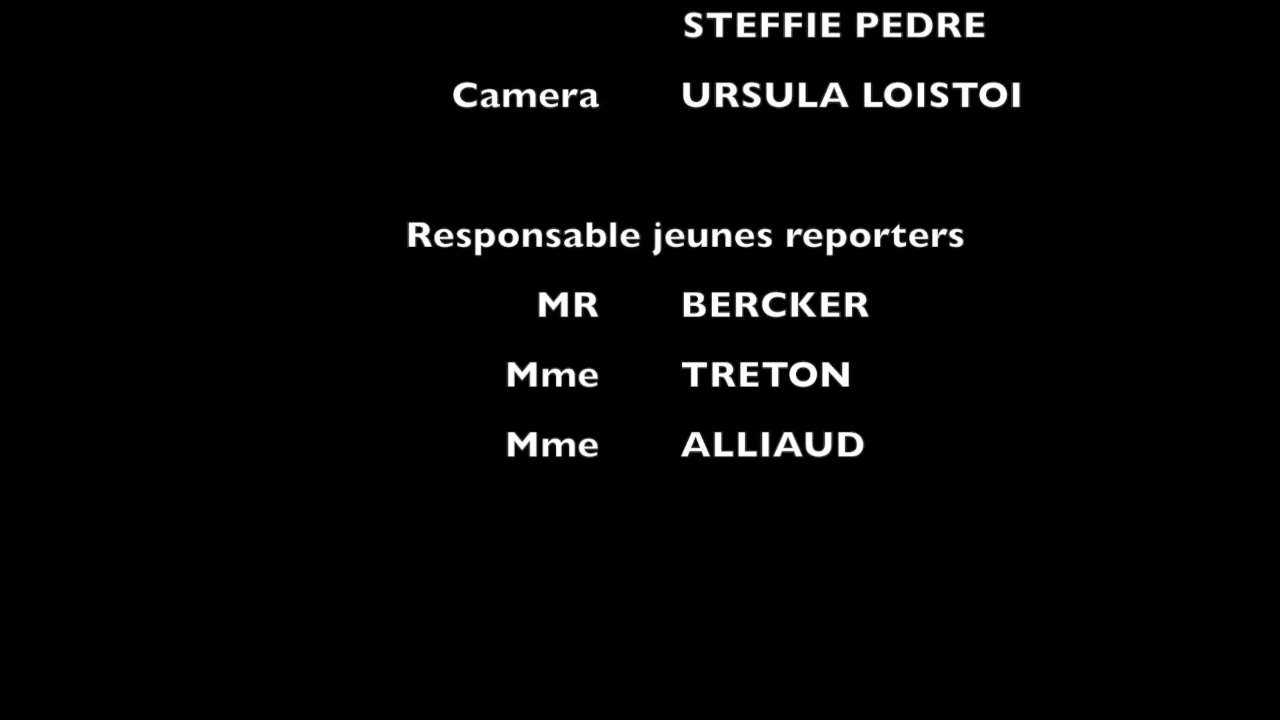 STEFFIE PEDRE
Camera URSULA LOISTOI
Responsable jeunes reporters
MR BERCKER
Mme TRETON
Mme ALLIAUD